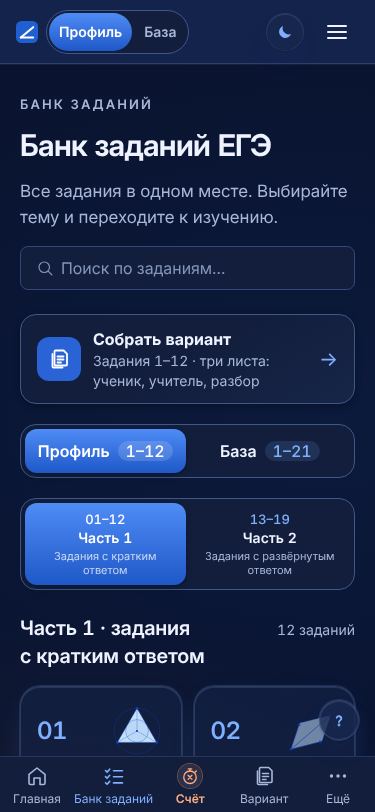 Профиль База
БАНК ЗАДАНИЙ
Банк заданий ЕГЭ
Все задания в одном месте. Выбирайте
тему и переходите к изучению.
Поиск по заданиям...
Собрать вариант
Задания 1–12 · три листа:
ученик, учитель, разбор
Профиль 1–12 База 1–21
01–12
Часть 1
Задания с кратким
ответом
13–19
Часть 2
Задания с развёрнутым
ответом
Часть 1 · задания
с кратким ответом
12 заданий
01 02 ?
Главная Банк заданий Счёт Вариант Ещё